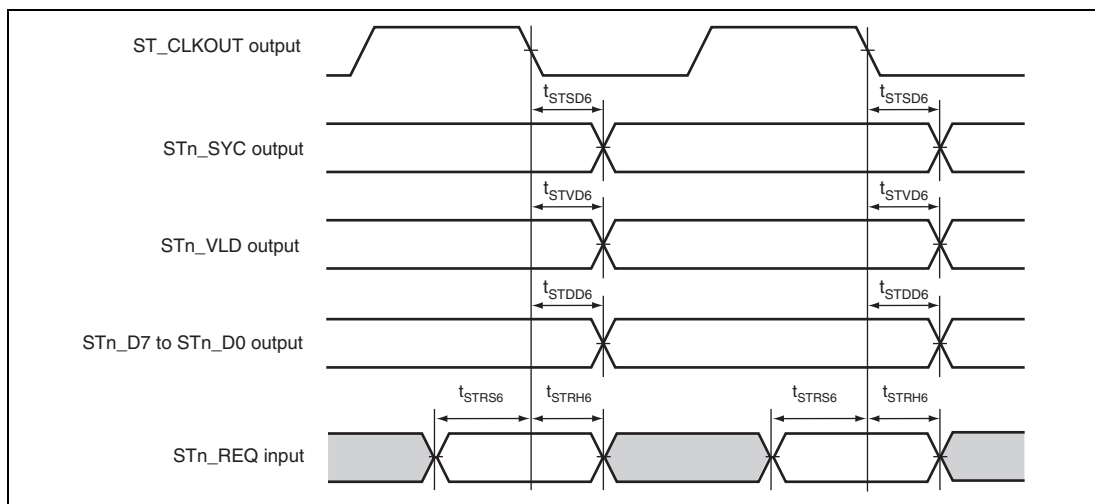 ST_CLKOUT output
tSTSD6 tSTSD6
STn_SYC output
tSTVD6 tSTVD6
STn_VLD output
tSTDD6 tSTDD6
STn_D7 to STn_D0 output
tSTRS6 tSTRH6 tSTRS6 tSTRH6
STn_REQ input